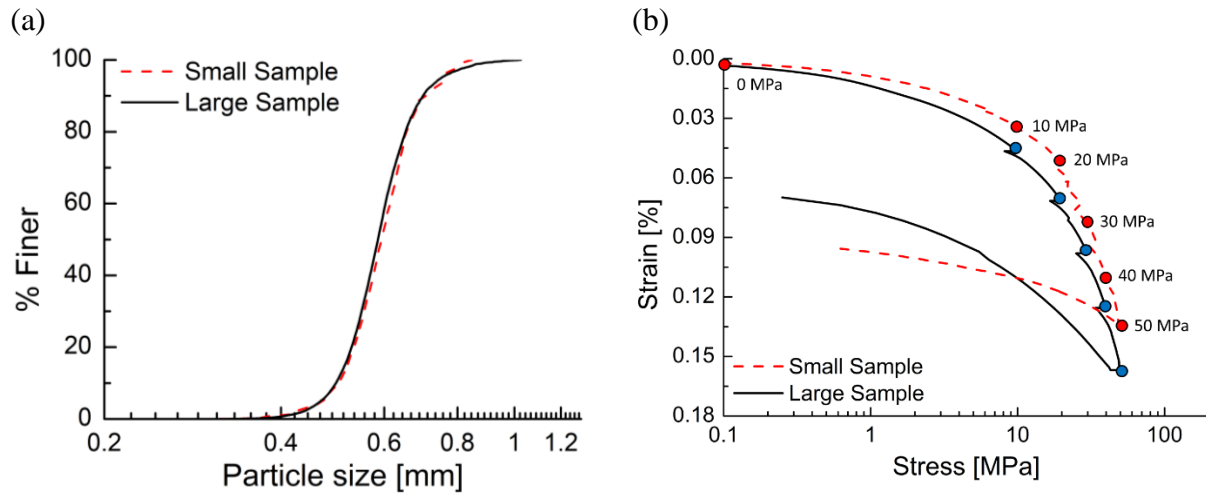 (a)
100
80
60
40
20
0
% Finer
Small Sample
Large Sample
0.2
0.4
0.6
0.8
1
1.2
Particle size [mm]
(b)
0.00
0.03
0.06
0.09
0.12
0.15
0.18
Strain [%]
0 MPa
10 MPa
20 MPa
30 MPa
40 MPa
50 MPa
Small Sample
Large Sample
0.1
1
10
100
Stress [MPa]